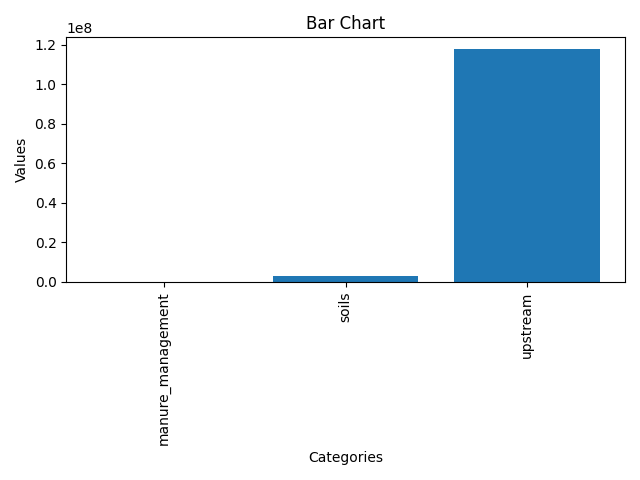 Bar Chart
1e8
1.2
1.0
0.8
0.6
0.4
0.2
0.0
Values
manure_management
soils
upstream
Categories